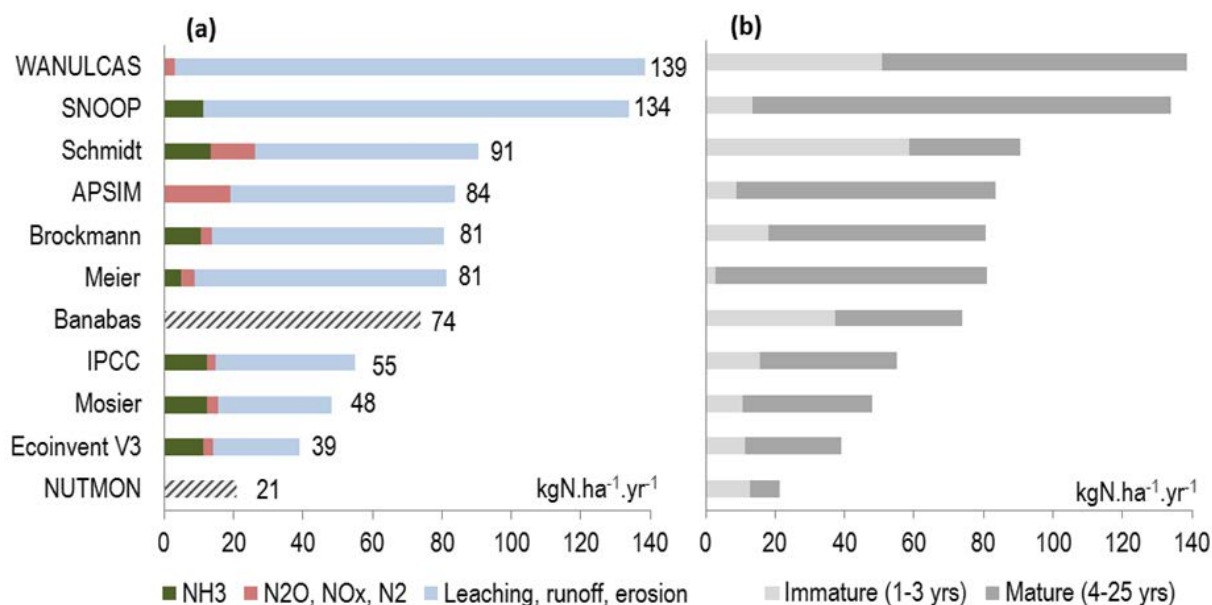 (a)
(b)
WANULCAS 139
SNOOP 134
Schmidt 91
APSIM 84
Brockmann 81
Meier 81
Banabas 74
IPCC 55
Mosier 48
Ecoinvent V3 39
NUTMON 21 kgN.ha⁻¹.yr⁻¹ kgN.ha⁻¹.yr⁻¹
0 20 40 60 80 100 120 140 0 20 40 60 80 100 120 140
NH3 N2O, NOx, N2 Leaching, runoff, erosion Immature (1-3 yrs) Mature (4-25 yrs)